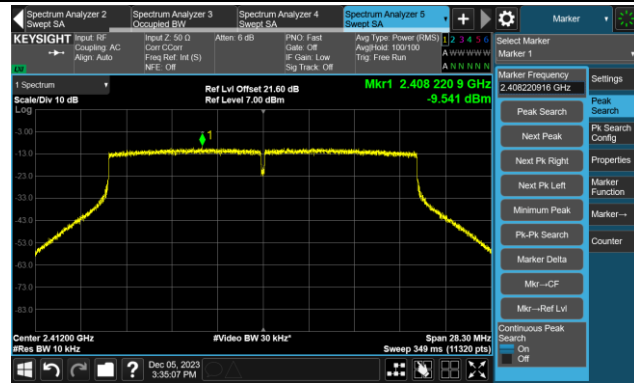 Spectrum Analyzer 2
Swept SA
Spectrum Analyzer 3
Occupied BW
Spectrum Analyzer 4
Swept SA
Spectrum Analyzer 5
Swept SA
Marker
KEYSIGHT
Input: RF
Coupling: AC
Align: Auto
Input Z: 50 Ω
Corr CCorr
Freq Ref: Int (S)
NFE: Off
Atten: 6 dB
PNO: Fast
Gate: Off
IF Gain: Low
Sig Track: Off
Avg Type: Power (RMS)
Avg|Hold: 100/100
Trig: Free Run
1 2 3 4 5 6
A W W W W W
A N N N N N
Select Marker
Marker 1
1 Spectrum
Scale/Div 10 dB
Log
Ref Lvl Offset 21.60 dB
Ref Level 7.00 dBm
Mkr1 2.408 220 9 GHz
-9.541 dBm
1
-3.00
-13.0
-23.0
-33.0
-43.0
-53.0
-63.0
-73.0
-83.0
Center 2.41200 GHz
#Res BW 10 kHz
#Video BW 30 kHz*
Span 28.30 MHz
Sweep 349 ms (11320 pts)
Marker Frequency
2.408220916 GHz
Peak Search
Next Peak
Next Pk Right
Next Pk Left
Minimum Peak
Pk-Pk Search
Marker Delta
Mkr→CF
Mkr→Ref Lvl
Continuous Peak
Search
On
Off
Settings
Peak
Search
Pk Search
Config
Properties
Marker
Function
Marker→
Counter
Dec 05, 2023
3:35:07 PM